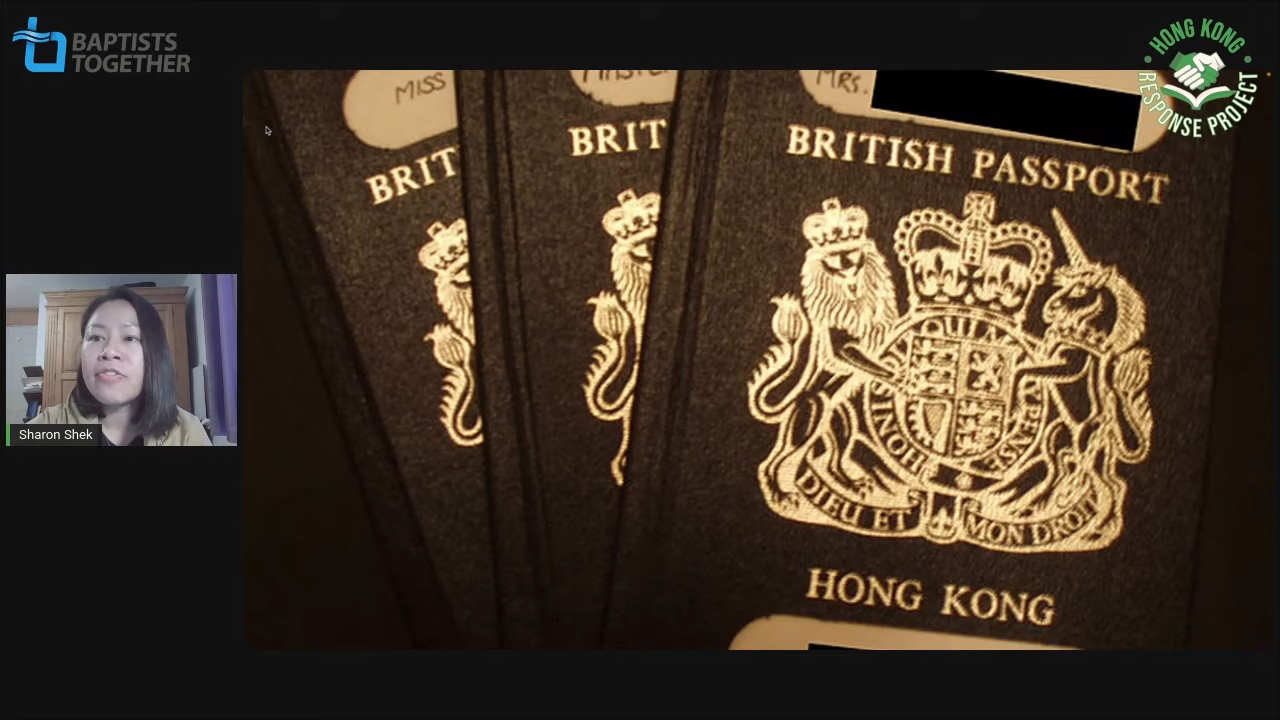 BAPTISTS
TOGETHER
HONG KONG
RESPONSE PROJECT
MISS
BRIT
BRIT
MRS.
BRITISH PASSPORT
DIEU ET MON DROIT
HONG KONG
Sharon Shek